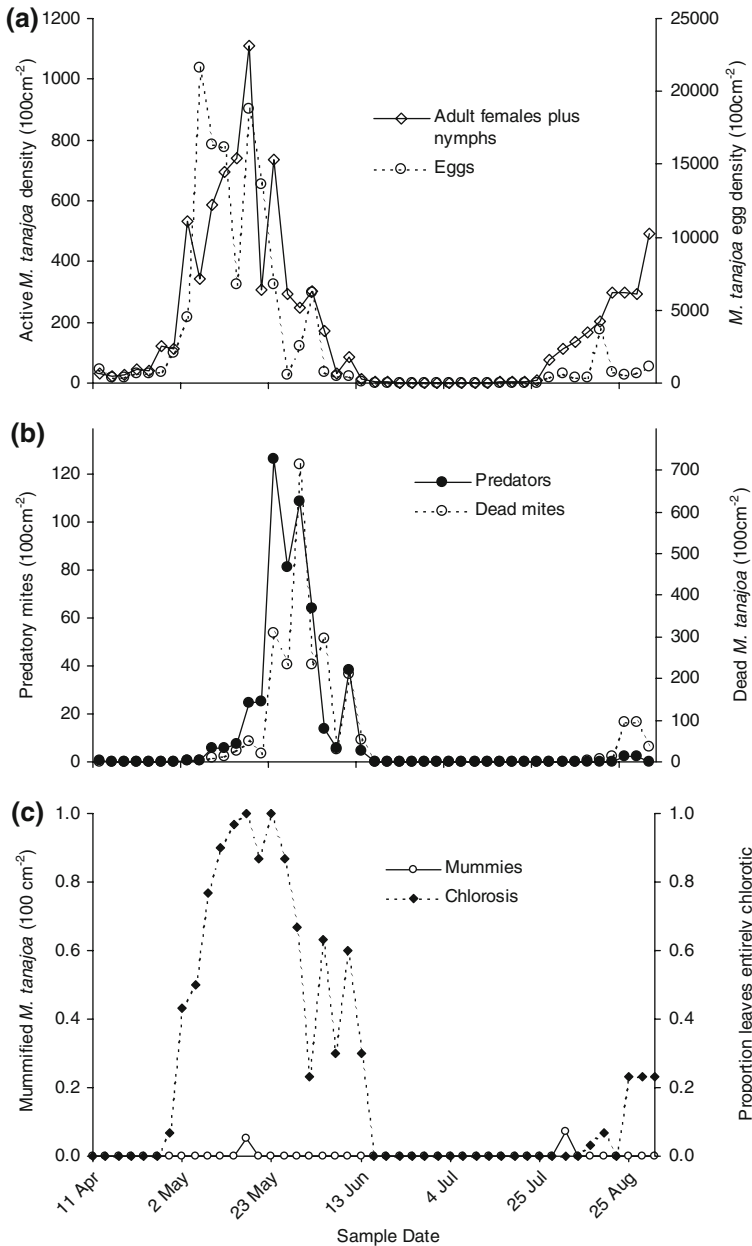 (a)
1200
1000
800
600
400
200
0
Active M. tanajoa density (100cm-2)
25000
20000
15000
10000
5000
0
M. tanajoa egg density (100cm-2)
Adult females plus
nymphs
Eggs
(b)
120
100
80
60
40
20
0
Predatory mites (100cm-2)
700
600
500
400
300
200
100
0
Dead M. tanajoa (100cm-2)
Predators
Dead mites
(c)
1.0
0.8
0.6
0.4
0.2
0.0
Mummified M. tanajoa (100 cm-2)
1.0
0.8
0.6
0.4
0.2
0.0
Proportion leaves entirely chlorotic
Mummies
Chlorosis
11 Apr
2 May
23 May
13 Jun
4 Jul
25 Jul
25 Aug
Sample Date